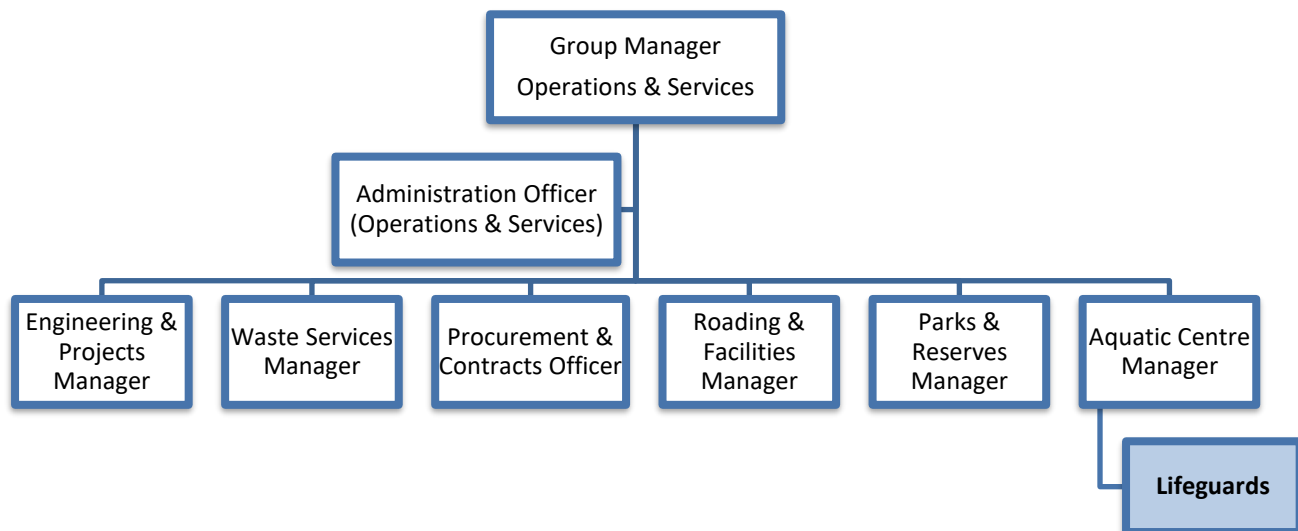 Group Manager
Operations & Services
Administration Officer
(Operations & Services)
Engineering &
Projects
Manager
Waste Services
Manager
Procurement &
Contracts Officer
Roading &
Facilities
Manager
Parks &
Reserves
Manager
Aquatic Centre
Manager
Lifeguards